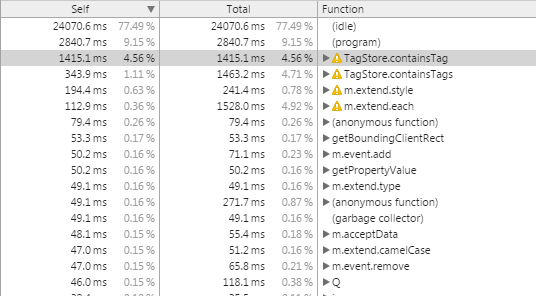 Self Total Function
24070.6 ms 77.49 % 24070.6 ms 77.49 % (idle)
2840.7 ms 9.15 % 2840.7 ms 9.15 % (program)
1415.1 ms 4.56 % 1415.1 ms 4.56 % TagStore.containsTag
343.9 ms 1.11 % 1463.2 ms 4.71 % TagStore.containsTags
194.4 ms 0.63 % 241.4 ms 0.78 % m.extend.style
112.9 ms 0.36 % 1528.0 ms 4.92 % m.extend.each
79.4 ms 0.26 % 79.4 ms 0.26 % (anonymous function)
53.3 ms 0.17 % 53.3 ms 0.17 % getBoundingClientRect
50.2 ms 0.16 % 71.1 ms 0.23 % m.event.add
50.2 ms 0.16 % 50.2 ms 0.16 % getPropertyValue
49.1 ms 0.16 % 49.1 ms 0.16 % m.extend.type
49.1 ms 0.16 % 271.7 ms 0.87 % (anonymous function)
49.1 ms 0.16 % 49.1 ms 0.16 % (garbage collector)
48.1 ms 0.15 % 55.4 ms 0.18 % m.acceptData
47.0 ms 0.15 % 51.2 ms 0.16 % m.extend.camelCase
47.0 ms 0.15 % 65.8 ms 0.21 % m.event.remove
46.0 ms 0.15 % 118.1 ms 0.38 % Q